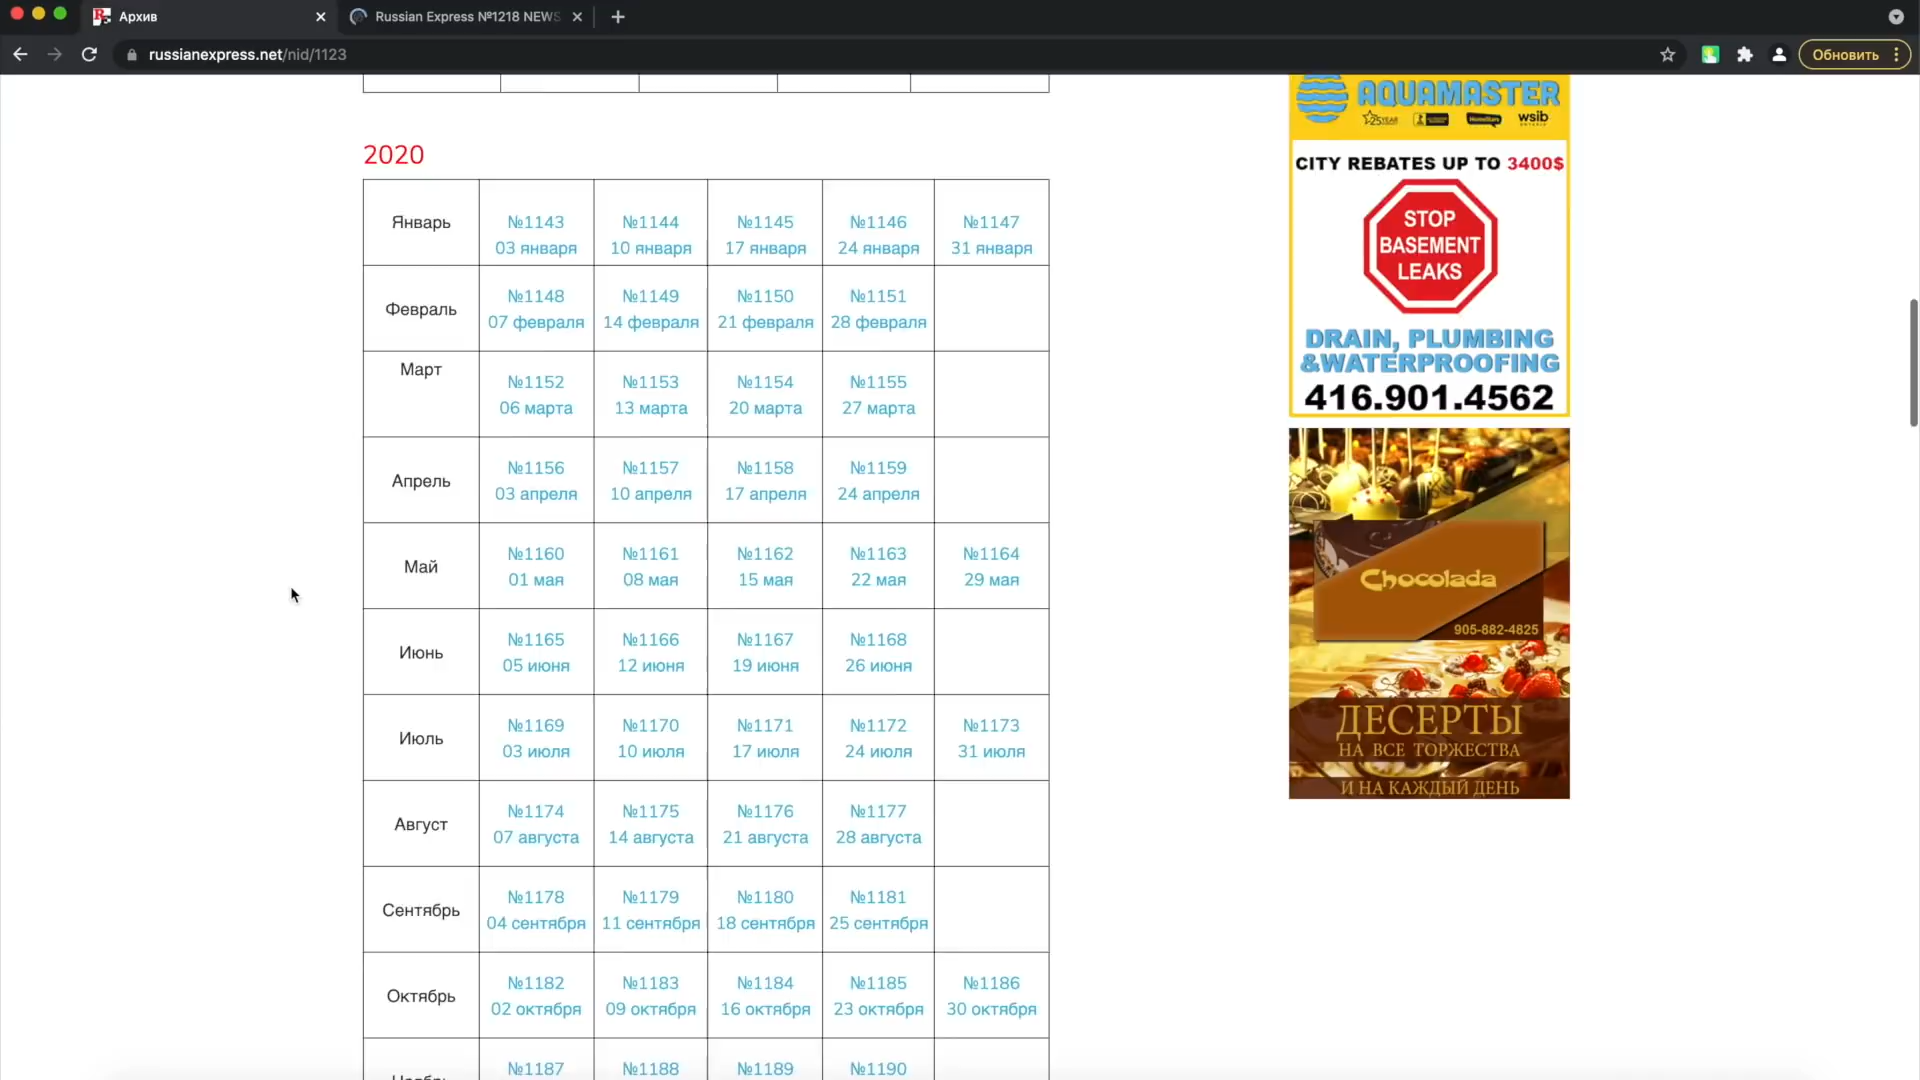 Архив
Russian Express №1218 NEWS
russianexpress.net/nid/1123
Обновить
2020
Январь
№1143
03 января
№1144
10 января
№1145
17 января
№1146
24 января
№1147
31 января
Февраль
№1148
07 февраля
№1149
14 февраля
№1150
21 февраля
№1151
28 февраля
Март
№1152
06 марта
№1153
13 марта
№1154
20 марта
№1155
27 марта
Апрель
№1156
03 апреля
№1157
10 апреля
№1158
17 апреля
№1159
24 апреля
Май
№1160
01 мая
№1161
08 мая
№1162
15 мая
№1163
22 мая
№1164
29 мая
Июнь
№1165
05 июня
№1166
12 июня
№1167
19 июня
№1168
26 июня
Июль
№1169
03 июля
№1170
10 июля
№1171
17 июля
№1172
24 июля
№1173
31 июля
Август
№1174
07 августа
№1175
14 августа
№1176
21 августа
№1177
28 августа
Сентябрь
№1178
04 сентября
№1179
11 сентября
№1180
18 сентября
№1181
25 сентября
Октябрь
№1182
02 октября
№1183
09 октября
№1184
16 октября
№1185
23 октября
№1186
30 октября
№1187
№1188
№1189
№1190
AQUAMASTER
25 YEAR
HomeStars
wsib
CITY REBATES UP TO 3400$
STOP
BASEMENT
LEAKS
DRAIN, PLUMBING
&WATERPROOFING
416.901.4562
Chocolada
905-882-4825
ДЕСЕРТЫ
НА ВСЕ ТОРЖЕСТВА
И НА КАЖДЫЙ ДЕНЬ